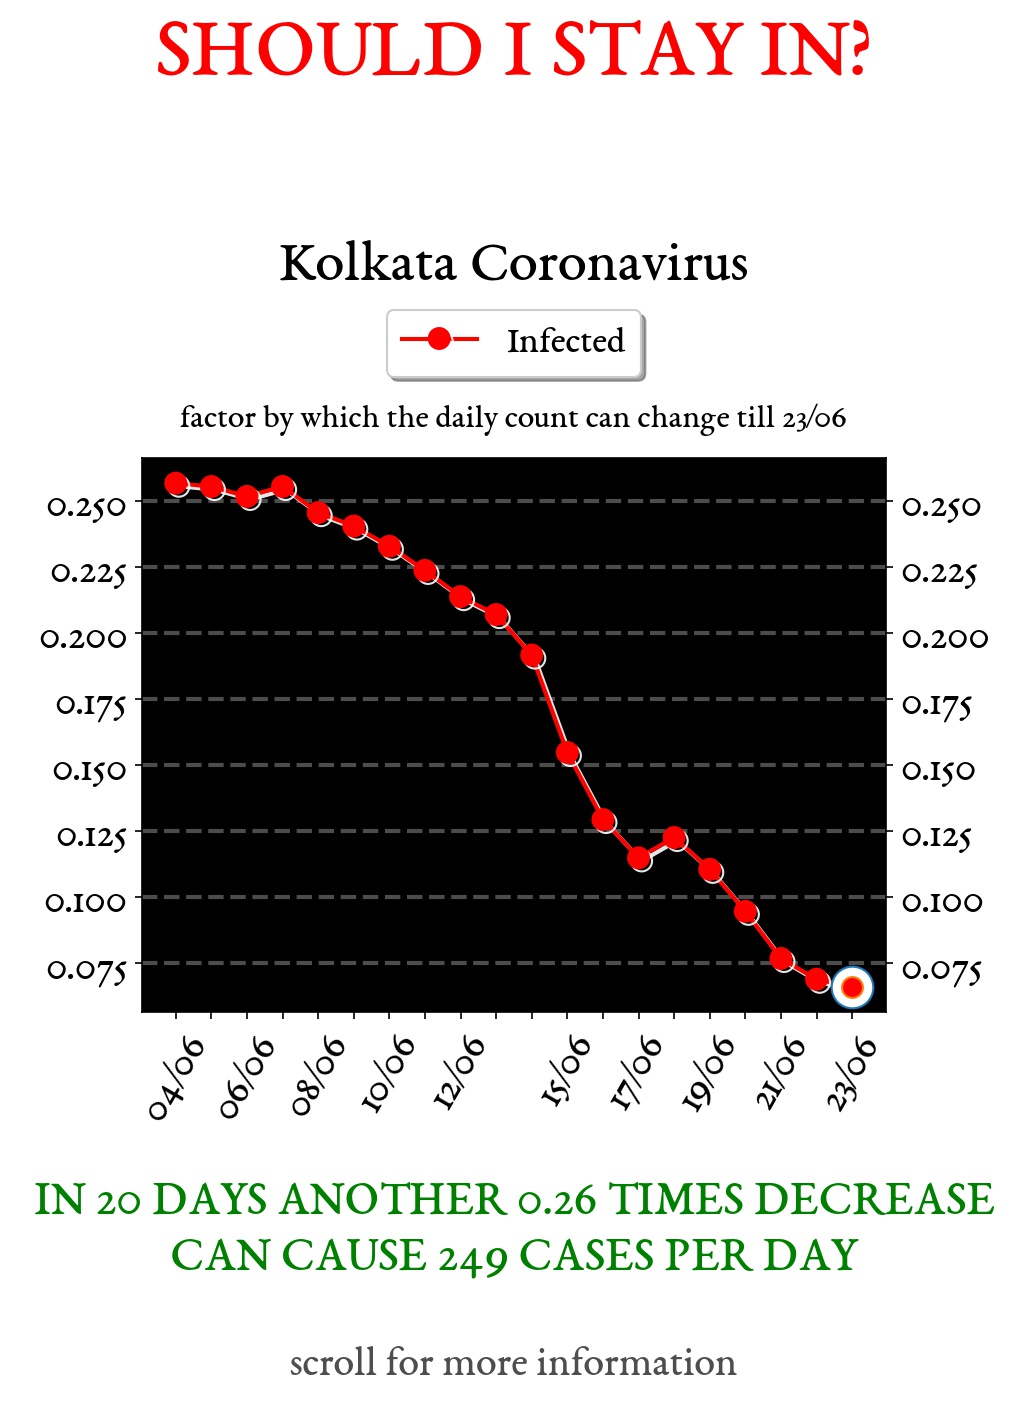 SHOULD I STAY IN?
Kolkata Coronavirus
Infected
factor by which the daily count can change till 23/06
0.250 0.250
0.225 0.225
0.200 0.200
0.175 0.175
0.150 0.150
0.125 0.125
0.100 0.100
0.075 0.075
04/06 06/06 08/06 10/06 12/06 15/06 17/06 19/06 21/06 23/06
IN 20 DAYS ANOTHER 0.26 TIMES DECREASE
CAN CAUSE 249 CASES PER DAY
scroll for more information